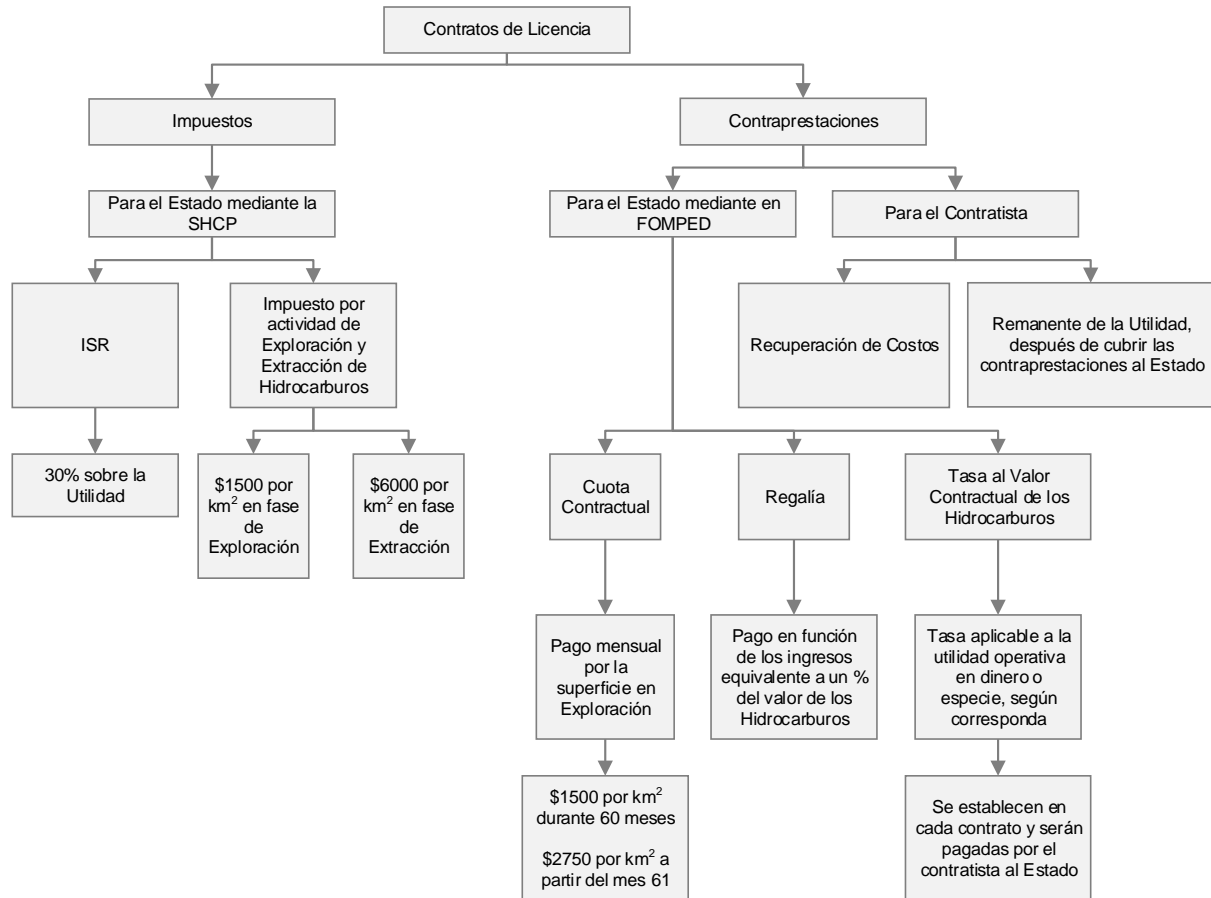 Contratos de Licencia
Impuestos
Contraprestaciones
Para el Estado mediante la
SHCP
Para el Estado mediante en
FOMPED
Para el Contratista
ISR
Impuesto por
actividad de
Exploración y
Extracción de
Hidrocarburos
Recuperación de Costos
Remanente de la Utilidad,
después de cubrir las
contraprestaciones al Estado
30% sobre la
Utilidad
$1500 por
km² en fase
de
Exploración
$6000 por
km² en fase
de
Extracción
Cuota
Contractual
Regalía
Tasa al Valor
Contractual de los
Hidrocarburos
Pago mensual
por la
superficie en
Exploración
Pago en función
de los ingresos
equivalente a un %
del valor de los
Hidrocarburos
Tasa aplicable a la
utilidad operativa
en dinero o
especie, según
corresponda
$1500 por km²
durante 60 meses
$2750 por km² a
partir del mes 61
Se establecen en
cada contrato y serán
pagadas por el
contratista al Estado